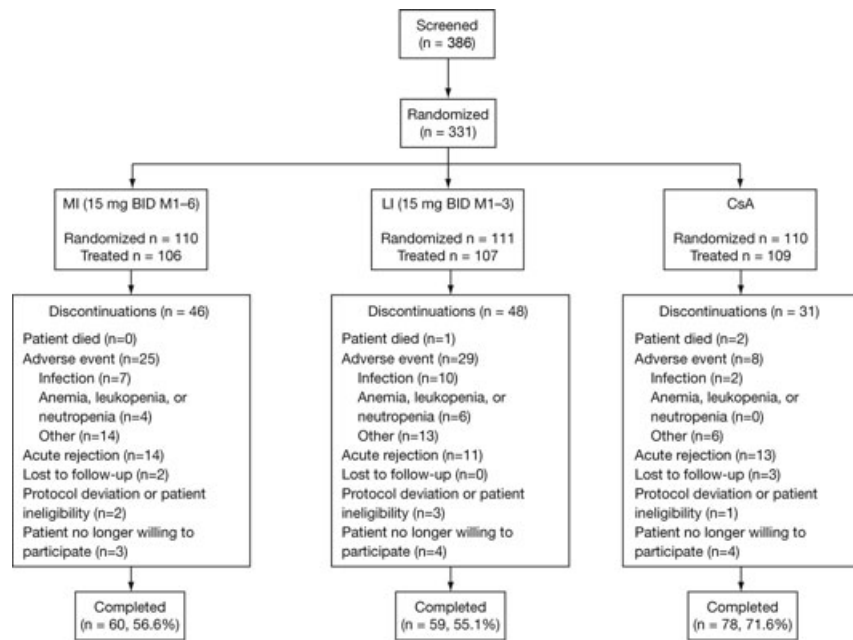 Screened
(n = 386)
Randomized
(n = 331)
MI (15 mg BID M1–6)
Randomized n = 110
Treated n = 106
LI (15 mg BID M1–3)
Randomized n = 111
Treated n = 107
CsA
Randomized n = 110
Treated n = 109
Discontinuations (n = 46)
Patient died (n=0)
Adverse event (n=25)
Infection (n=7)
Anemia, leukopenia, or
neutropenia (n=4)
Other (n=14)
Acute rejection (n=14)
Lost to follow-up (n=2)
Protocol deviation or patient
ineligibility (n=2)
Patient no longer willing to
participate (n=3)
Discontinuations (n = 48)
Patient died (n=1)
Adverse event (n=29)
Infection (n=10)
Anemia, leukopenia, or
neutropenia (n=6)
Other (n=13)
Acute rejection (n=11)
Lost to follow-up (n=0)
Protocol deviation or patient
ineligibility (n=3)
Patient no longer willing to
participate (n=4)
Discontinuations (n = 31)
Patient died (n=2)
Adverse event (n=8)
Infection (n=2)
Anemia, leukopenia, or
neutropenia (n=0)
Other (n=6)
Acute rejection (n=13)
Lost to follow-up (n=3)
Protocol deviation or patient
ineligibility (n=1)
Patient no longer willing to
participate (n=4)
Completed
(n = 60, 56.6%)
Completed
(n = 59, 55.1%)
Completed
(n = 78, 71.6%)